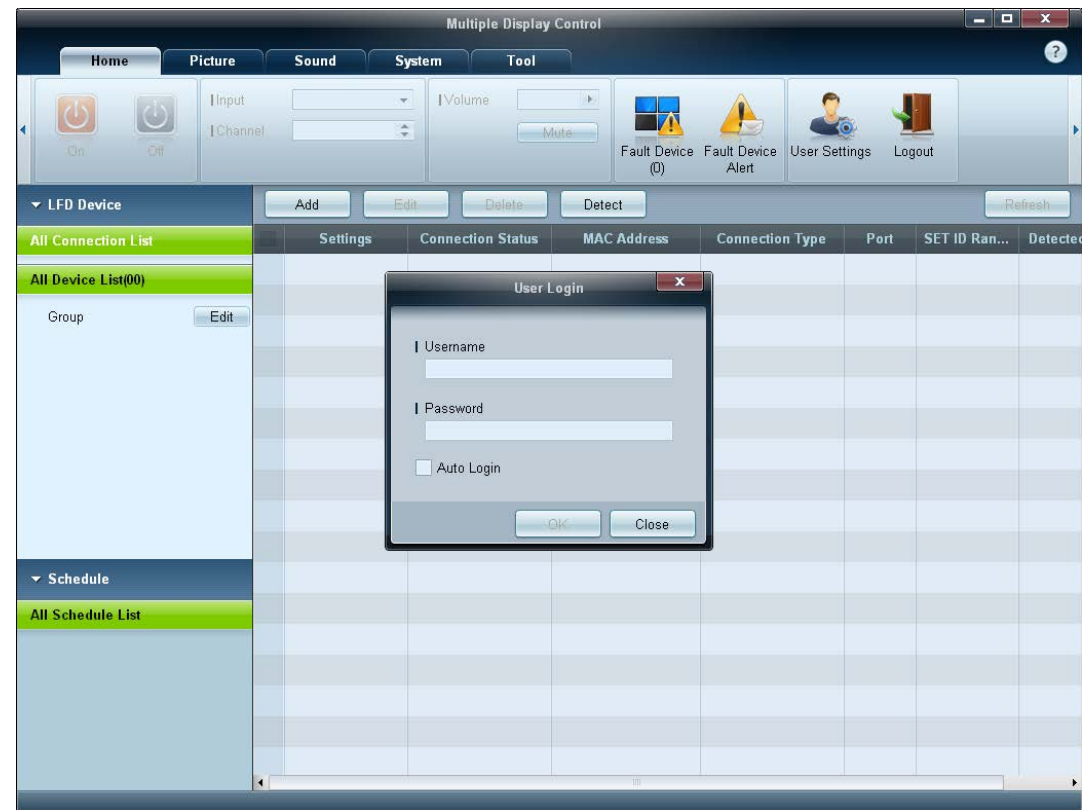 Multiple Display Control
Home Picture Sound System Tool
?
Input
Channel
On Off
Volume
Mute
Fault Device
(0)
Fault Device
Alert
User Settings
Logout
LFD Device
Add Edit Delete Detect Refresh
All Connection List
Settings Connection Status MAC Address Connection Type Port SET ID Ran... Detected
All Device List(00)
Group Edit
User Login
Username
Password
Auto Login
OK Close
Schedule
All Schedule List